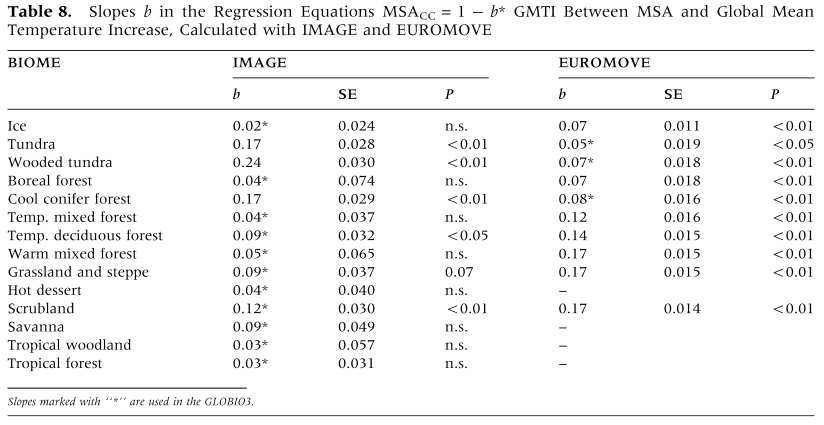 Table 8. Slopes b in the Regression Equations MSACC = 1 − b* GMTI Between MSA and Global Mean
Temperature Increase, Calculated with IMAGE and EUROMOVE
BIOME IMAGE EUROMOVE
b SE P b SE P
Ice 0.02* 0.024 n.s. 0.07 0.011 <0.01
Tundra 0.17 0.028 <0.01 0.05* 0.019 <0.05
Wooded tundra 0.24 0.030 <0.01 0.07* 0.018 <0.01
Boreal forest 0.04* 0.074 n.s. 0.07 0.018 <0.01
Cool conifer forest 0.17 0.029 <0.01 0.08* 0.016 <0.01
Temp. mixed forest 0.04* 0.037 n.s. 0.12 0.016 <0.01
Temp. deciduous forest 0.09* 0.032 <0.05 0.14 0.015 <0.01
Warm mixed forest 0.05* 0.065 n.s. 0.17 0.015 <0.01
Grassland and steppe 0.09* 0.037 0.07 0.17 0.015 <0.01
Hot dessert 0.04* 0.040 n.s. –
Scrubland 0.12* 0.030 <0.01 0.17 0.014 <0.01
Savanna 0.09* 0.049 n.s. –
Tropical woodland 0.03* 0.057 n.s. –
Tropical forest 0.03* 0.031 n.s. –
Slopes marked with ‘‘*’’ are used in the GLOBIO3.